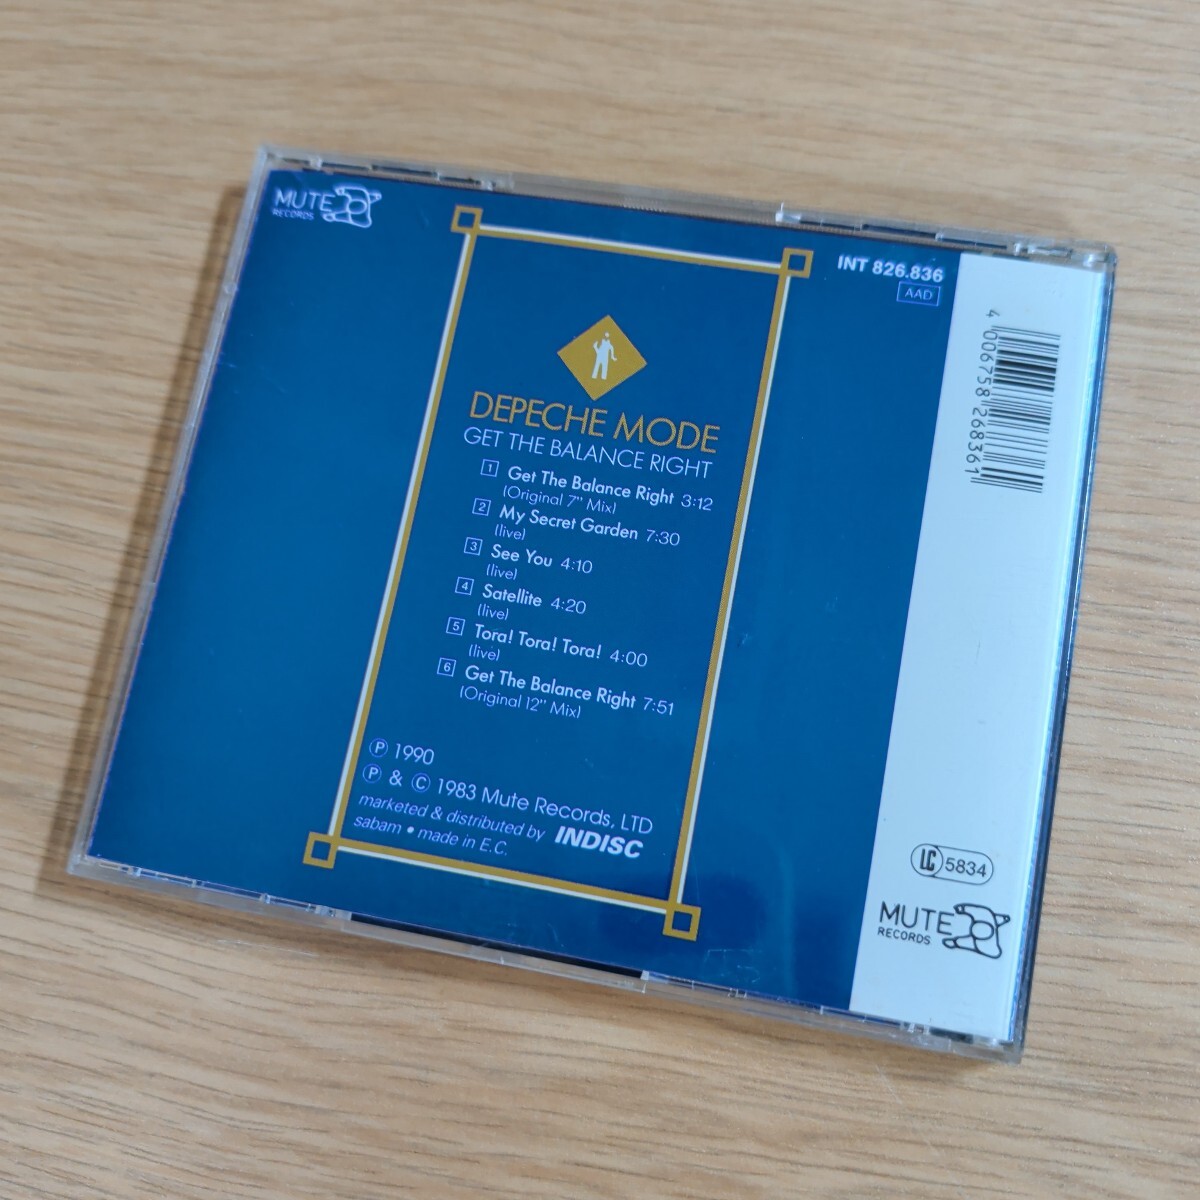 MUTE
RECORDS
INT 826.836
AAD
DEPECHE MODE
GET THE BALANCE RIGHT
1 Get The Balance Right 3:12
(Original 7" Mix)
2 My Secret Garden 7:30
(live)
3 See You 4:10
(live)
4 Satellite 4:20
(live)
5 Tora! Tora! Tora! 4:00
(live)
6 Get The Balance Right 7:51
(Original 12" Mix)
Ⓟ 1990
Ⓟ & © 1983 Mute Records, LTD
marketed & distributed by INDISC
sabam • made in E.C.
4 006758 268361
LC 5834
MUTE
RECORDS